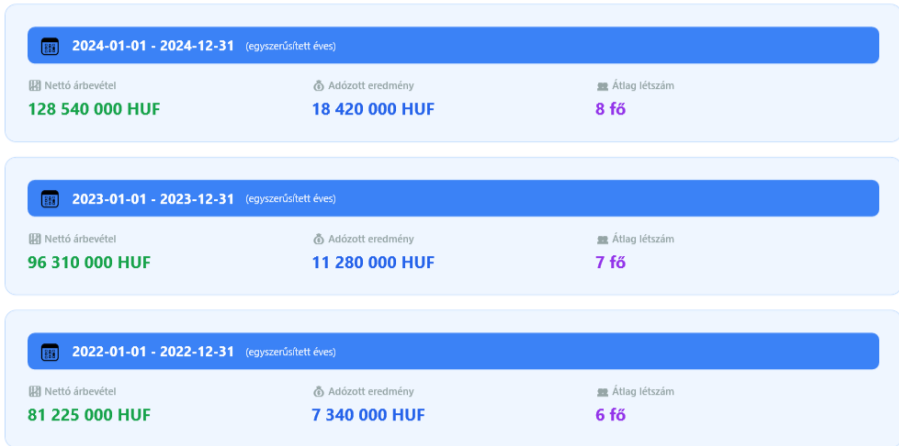 2024-01-01 - 2024-12-31 (egyszerűsített éves)
Nettó árbevétel Adózott eredmény Átlag létszám
128 540 000 HUF 18 420 000 HUF 8 fő
2023-01-01 - 2023-12-31 (egyszerűsített éves)
Nettó árbevétel Adózott eredmény Átlag létszám
96 310 000 HUF 11 280 000 HUF 7 fő
2022-01-01 - 2022-12-31 (egyszerűsített éves)
Nettó árbevétel Adózott eredmény Átlag létszám
81 225 000 HUF 7 340 000 HUF 6 fő